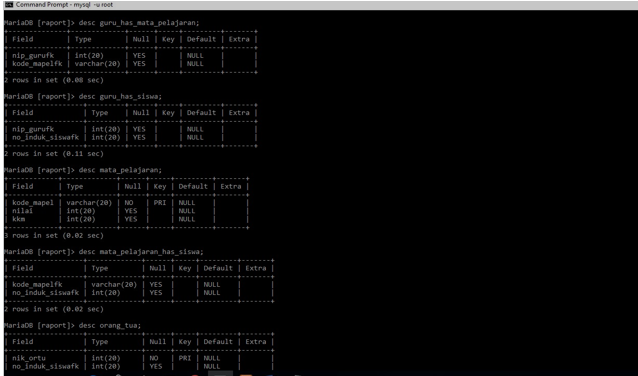 Command Prompt - mysql -u root
MariaDB [raport]> desc guru_has_mata_pelajaran;
+---------------+-------------+------+-----+---------+-------+
| Field | Type | Null | Key | Default | Extra |
+---------------+-------------+------+-----+---------+-------+
| nip_gurufk | int(20) | YES | | NULL | |
| kode_mapelfk | varchar(20) | YES | | NULL | |
+---------------+-------------+------+-----+---------+-------+
2 rows in set (0.08 sec)
MariaDB [raport]> desc guru_has_siswa;
+------------------+---------+------+-----+---------+-------+
| Field | Type | Null | Key | Default | Extra |
+------------------+---------+------+-----+---------+-------+
| nip_gurufk | int(20) | YES | | NULL | |
| no_induk_siswafk | int(20) | YES | | NULL | |
+------------------+---------+------+-----+---------+-------+
2 rows in set (0.11 sec)
MariaDB [raport]> desc mata_pelajaran;
+------------+-------------+------+-----+---------+-------+
| Field | Type | Null | Key | Default | Extra |
+------------+-------------+------+-----+---------+-------+
| kode_mapel | varchar(20) | NO | PRI | NULL | |
| nilai | int(20) | YES | | NULL | |
| kkm | int(20) | YES | | NULL | |
+------------+-------------+------+-----+---------+-------+
3 rows in set (0.02 sec)
MariaDB [raport]> desc mata_pelajaran_has_siswa;
+------------------+-------------+------+-----+---------+-------+
| Field | Type | Null | Key | Default | Extra |
+------------------+-------------+------+-----+---------+-------+
| kode_mapelfk | varchar(20) | YES | | NULL | |
| no_induk_siswafk | int(20) | YES | | NULL | |
+------------------+-------------+------+-----+---------+-------+
2 rows in set (0.02 sec)
MariaDB [raport]> desc orang_tua;
+------------------+---------+------+-----+---------+-------+
| Field | Type | Null | Key | Default | Extra |
+------------------+---------+------+-----+---------+-------+
| nik_ortu | int(20) | NO | PRI | NULL | |
| no_induk_siswafk | int(20) | YES | | NULL | |